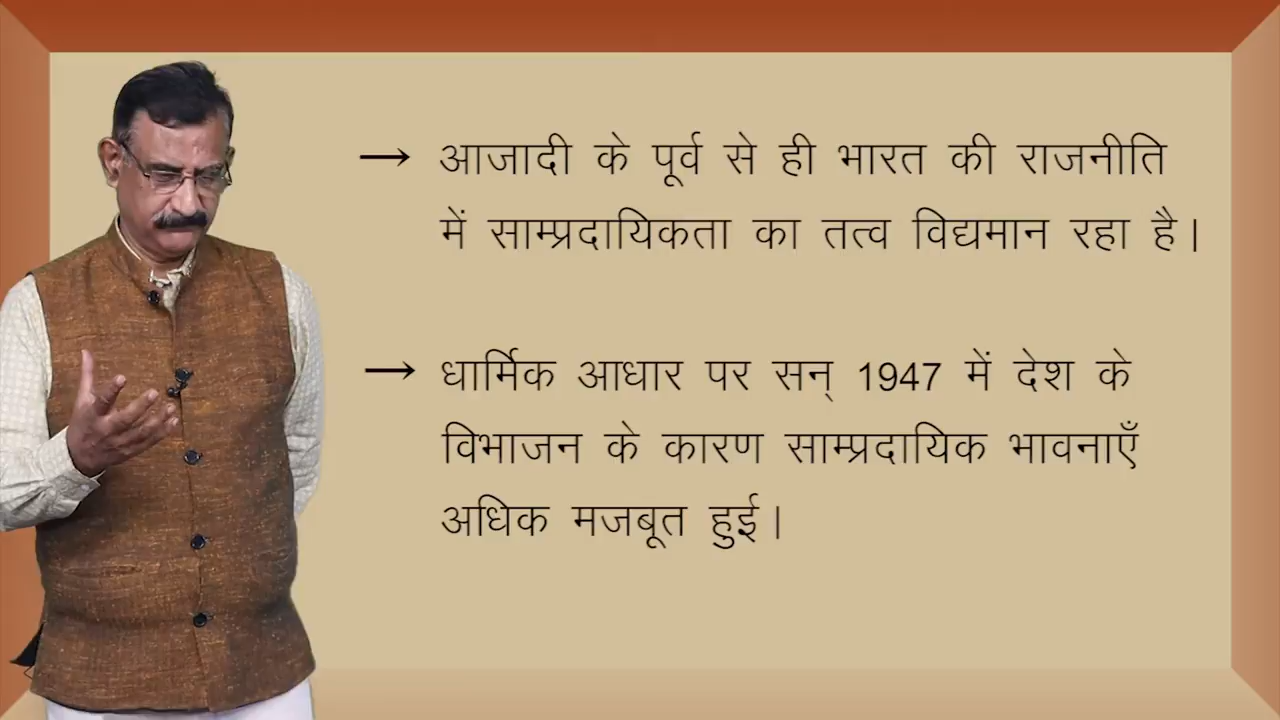 → आजादी के पूर्व से ही भारत की राजनीति
में साम्प्रदायिकता का तत्व विद्यमान रहा है।
→ धार्मिक आधार पर सन् 1947 में देश के
विभाजन के कारण साम्प्रदायिक भावनाएँ
अधिक मजबूत हुई।